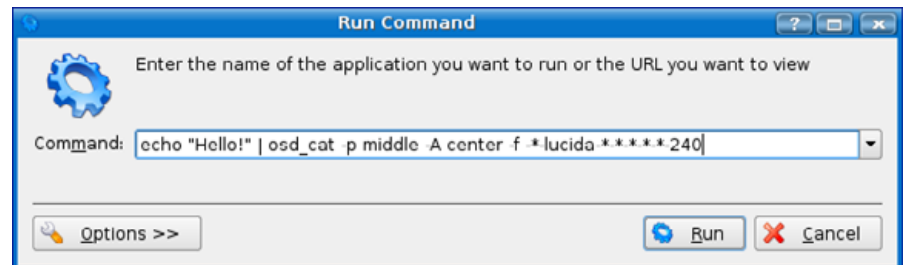 Run Command
Enter the name of the application you want to run or the URL you want to view
Command: echo "Hello!" | osd_cat -p middle -A center -f -*-lucida-*-*-*-*-*-240
Options >> Run Cancel